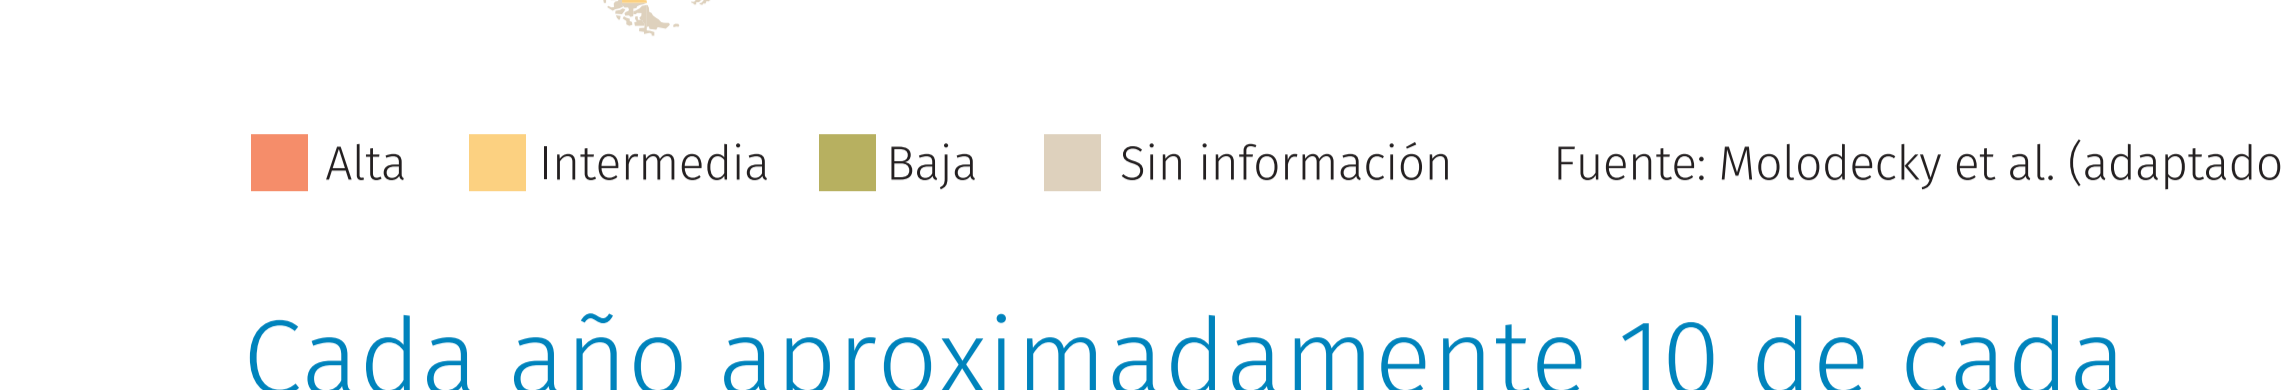 Alta Intermedia Baja Sin información Fuente: Molodecky et al. (adaptado
Cada año aproximadamente 10 de cada